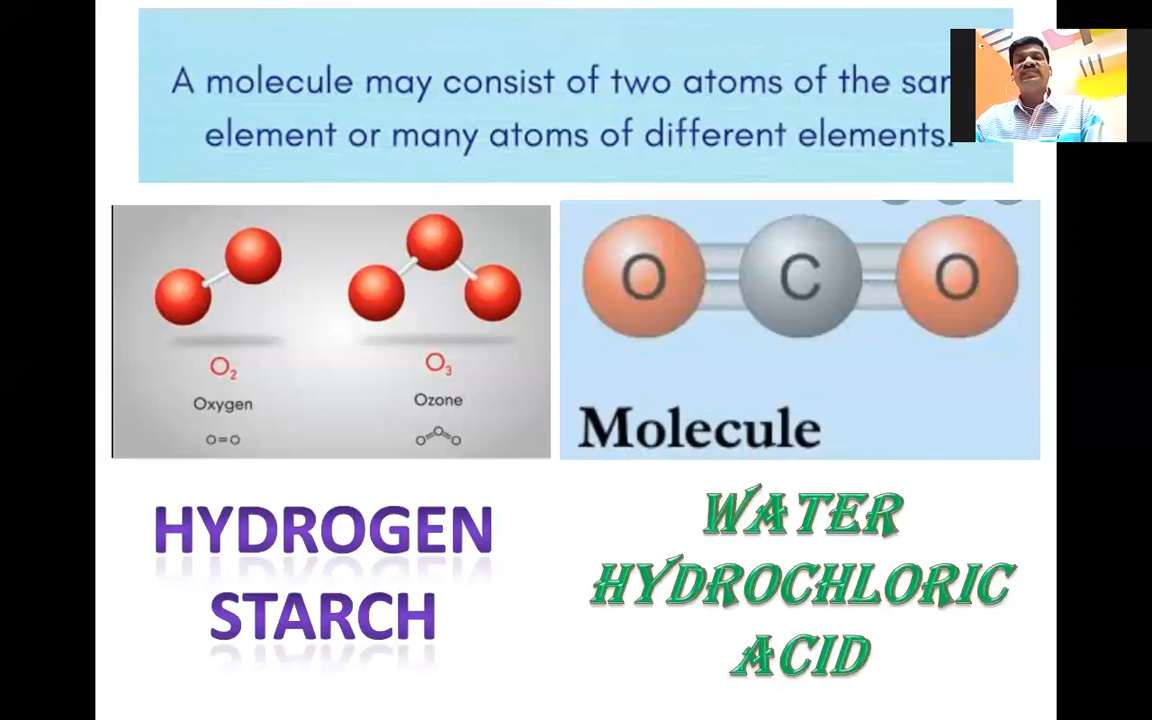 A molecule may consist of two atoms of the
element or many atoms of different elements.
O2
Oxygen
O=O
O3
Ozone
O O O
O C O
Molecule
HYDROGEN
STARCH
WATER
HYDROCHLORIC
ACID